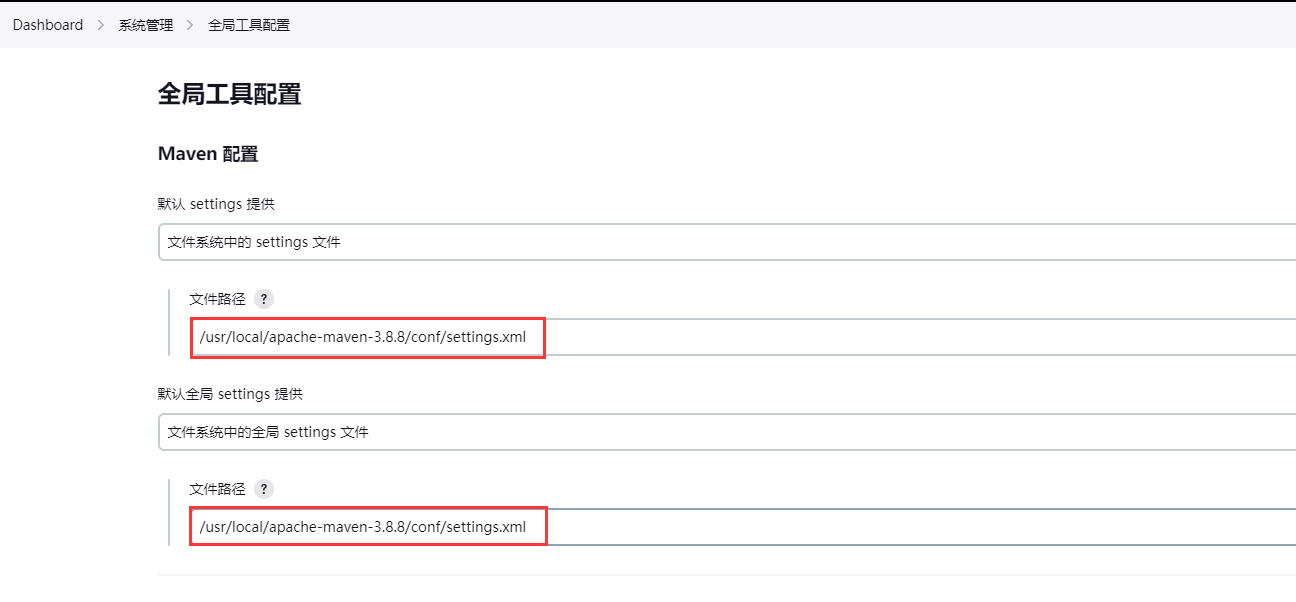 Dashboard > 系统管理 > 全局工具配置
全局工具配置
Maven 配置
默认 settings 提供
文件系统中的 settings 文件
文件路径 ?
/usr/local/apache-maven-3.8.8/conf/settings.xml
默认全局 settings 提供
文件系统中的全局 settings 文件
文件路径 ?
/usr/local/apache-maven-3.8.8/conf/settings.xml